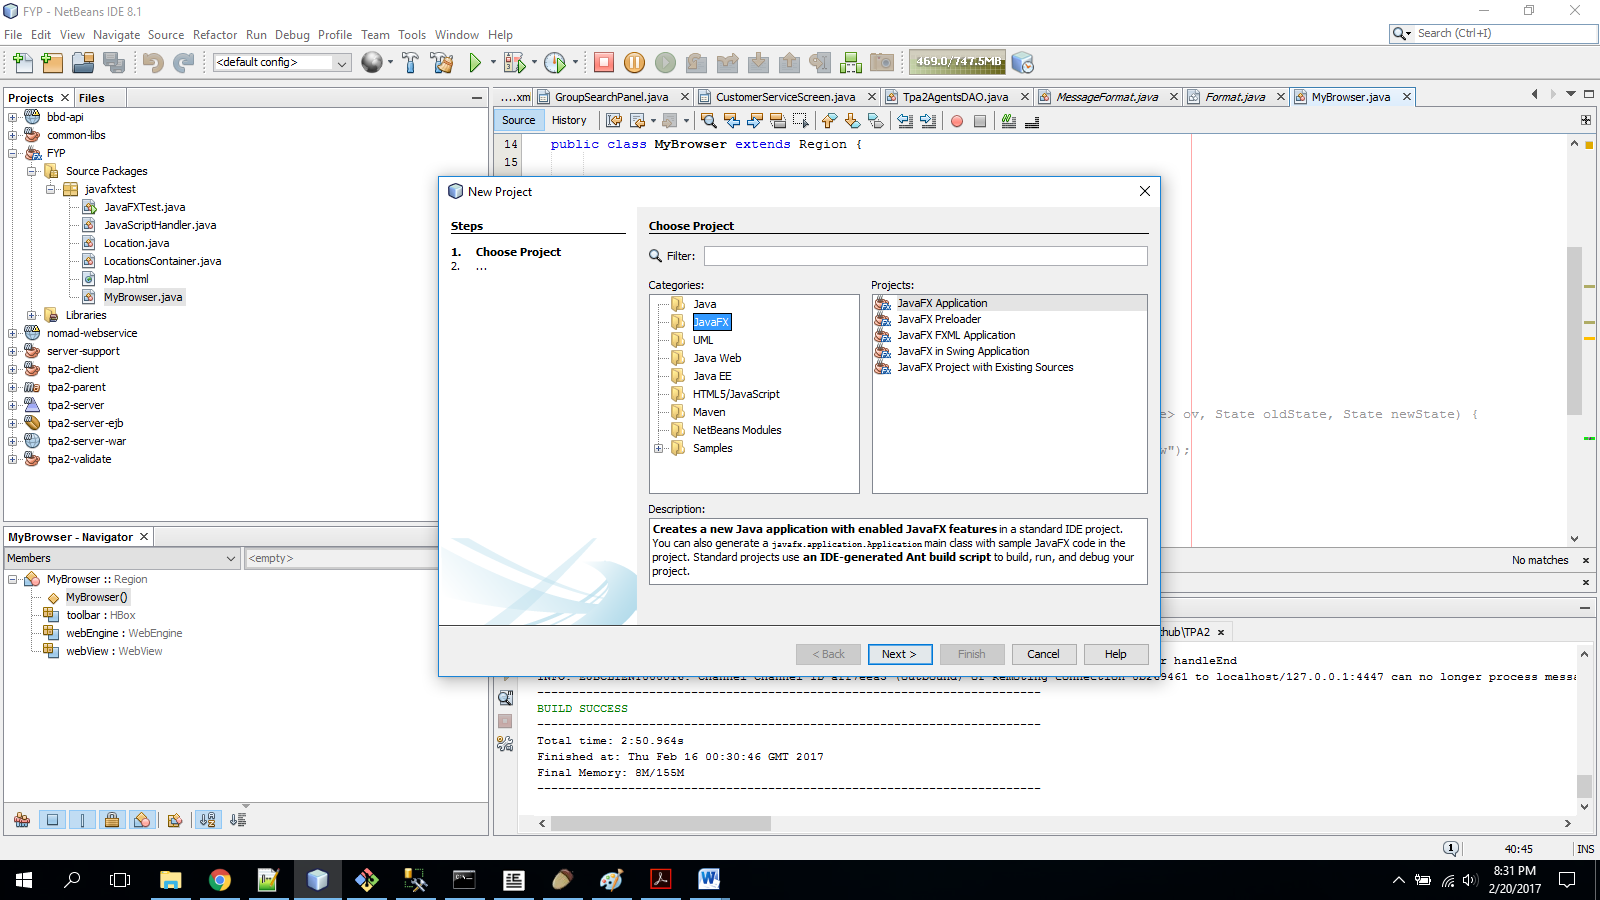 FYP - NetBeans IDE 8.1
File Edit View Navigate Source Refactor Run Debug Profile Team Tools Window Help
Search (Ctrl+I)
<default config>
469.0/747.5MB
Projects
Files
bbd-api
common-libs
FYP
Source Packages
javafxtest
JavaFXTest.java
JavaScriptHandler.java
Location.java
LocationsContainer.java
Map.html
MyBrowser.java
Libraries
nomad-webservice
server-support
tpa2-client
tpa2-parent
tpa2-server
tpa2-server-ejb
tpa2-server-war
tpa2-validate
MyBrowser - Navigator
Members
<empty>
MyBrowser :: Region
MyBrowser()
toolbar : HBox
webEngine : WebEngine
webView : WebView
....xm
GroupSearchPanel.java
CustomerServiceScreen.java
Tpa2AgentsDAO.java
MessageFormat.java
Format.java
MyBrowser.java
Source
History
14 public class MyBrowser extends Region {
15
e> ov, State oldState, State newState) {
w");
New Project
Steps
1. Choose Project
2. ...
Choose Project
Filter:
Categories:
Java
JavaFX
UML
Java Web
Java EE
HTML5/JavaScript
Maven
NetBeans Modules
Samples
Projects:
JavaFX Application
JavaFX Preloader
JavaFX FXML Application
JavaFX in Swing Application
JavaFX Project with Existing Sources
Description:
Creates a new Java application with enabled JavaFX features in a standard IDE project.
You can also generate a javafx.application.Application main class with sample JavaFX code in the
project. Standard projects use an IDE-generated Ant build script to build, run, and debug your
project.
< Back
Next >
Finish
Cancel
Help
No matches
hub\TPA2
r handleEnd
to localhost/127.0.0.1:4447 can no longer process messa
------------------------------------------------------------------------
BUILD SUCCESS
------------------------------------------------------------------------
Total time: 2:50.964s
Finished at: Thu Feb 16 00:30:46 GMT 2017
Final Memory: 8M/155M
------------------------------------------------------------------------
1
40:45
INS
8:31 PM
2/20/2017